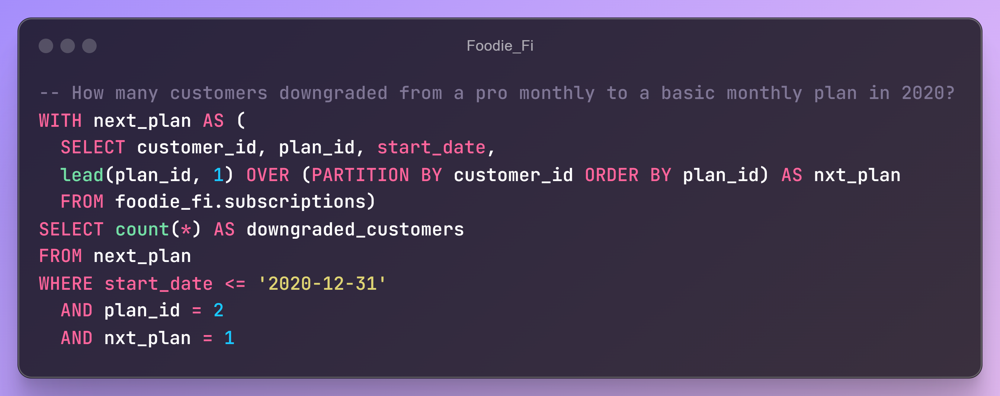 Foodie_Fi
-- How many customers downgraded from a pro monthly to a basic monthly plan in 2020?
WITH next_plan AS (
SELECT customer_id, plan_id, start_date,
lead(plan_id, 1) OVER (PARTITION BY customer_id ORDER BY plan_id) AS nxt_plan
FROM foodie_fi.subscriptions)
SELECT count(*) AS downgraded_customers
FROM next_plan
WHERE start_date <= '2020-12-31'
AND plan_id = 2
AND nxt_plan = 1